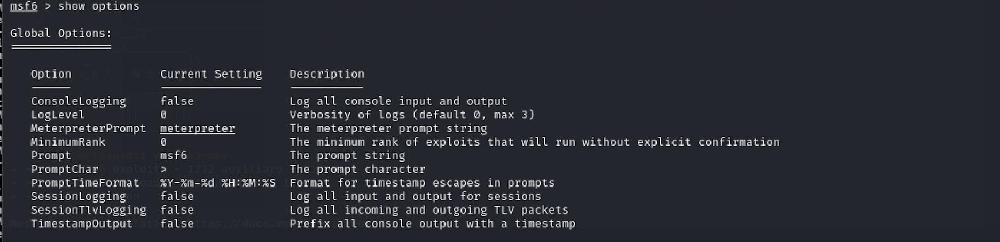 msf6 > show options
Global Options:
===============
Option Current Setting Description
------ --------------- -----------
ConsoleLogging false Log all console input and output
LogLevel 0 Verbosity of logs (default 0, max 3)
MeterpreterPrompt meterpreter The meterpreter prompt string
MinimumRank 0 The minimum rank of exploits that will run without explicit confirmation
Prompt msf6 The prompt string
PromptChar > The prompt character
PromptTimeFormat %Y-%m-%d %H:%M:%S Format for timestamp escapes in prompts
SessionLogging false Log all input and output for sessions
SessionTlvLogging false Log all incoming and outgoing TLV packets
TimestampOutput false Prefix all console output with a timestamp